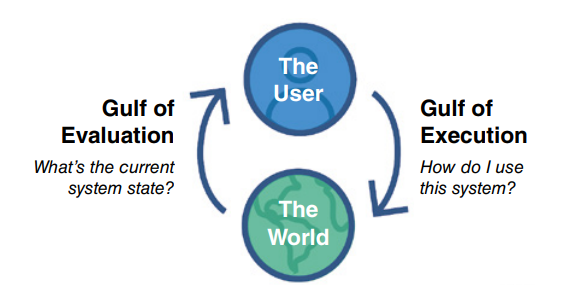 The
User
Gulf of
Evaluation
What's the current
system state?
Gulf of
Execution
How do I use
this system?
The
World